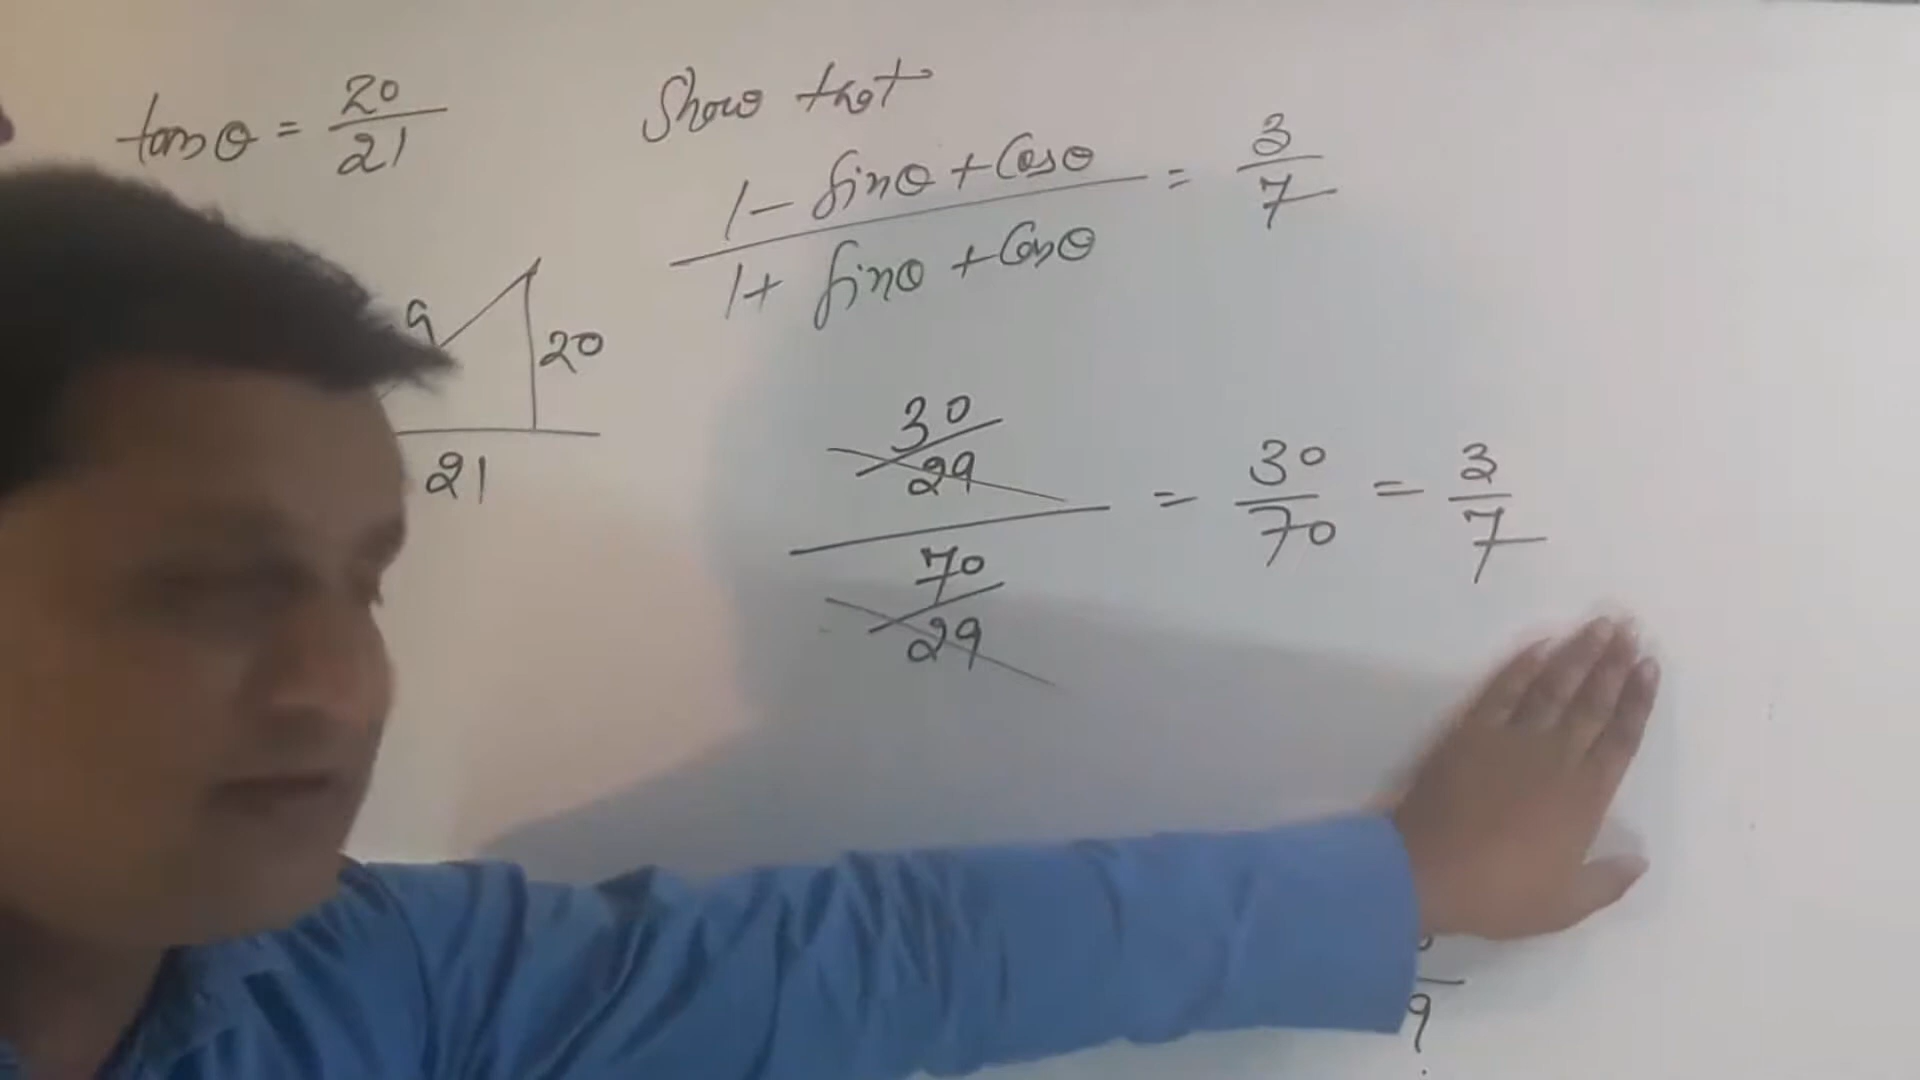 tanθ = 20/21
Show that
(1 - sinθ + cosθ)/(1 + sinθ + cosθ) = 3/7
9
20
21
(30/29)/(70/29) = 30/70 = 3/7
9